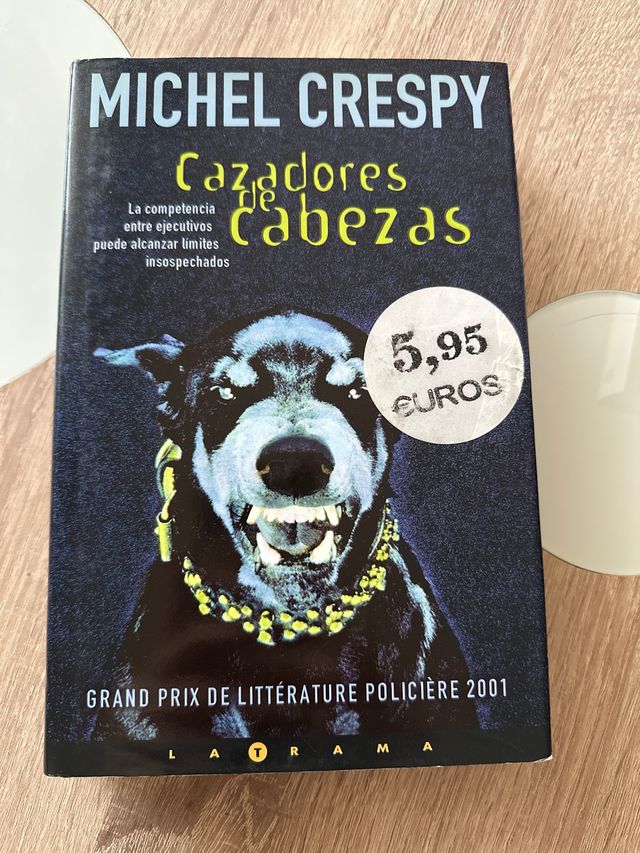 MICHEL CRESPY
Cazadores
de
cabezas
La competencia
entre ejecutivos
puede alcanzar límites
insospechados
5,95
EUROS
GRAND PRIX DE LITTÉRATURE POLICIÈRE 2001
LA TRAMA